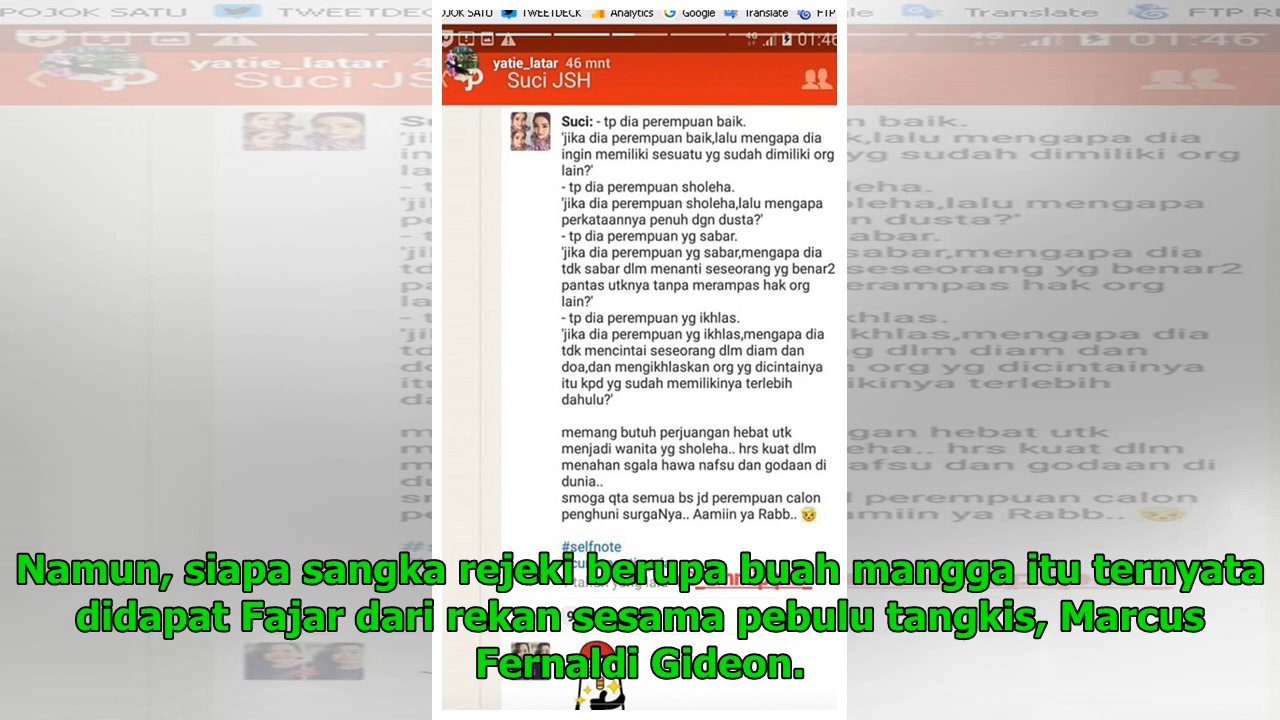 POJOK SATU TWEETDECK
OJOK SATU TWEETDECK Analytics Google Translate FTP
Translate FTP RE
4G 01:46
yatie_latar 46 mnt
Suci JSH
Suci: - tp dia perempuan baik.
'jika dia perempuan baik,lalu mengapa dia
ingin memiliki sesuatu yg sudah dimiliki org
lain?'
- tp dia perempuan sholeha.
'jika dia perempuan sholeha,lalu mengapa
perkataannya penuh dgn dusta?'
- tp dia perempuan yg sabar.
'jika dia perempuan yg sabar,mengapa dia
tdk sabar dlm menanti seseorang yg benar2
pantas utknya tanpa merampas hak org
lain?'
- tp dia perempuan yg ikhlas.
'jika dia perempuan yg ikhlas,mengapa dia
tdk mencintai seseorang dlm diam dan
doa,dan mengikhlaskan org yg dicintainya
itu kpd yg sudah memilikinya terlebih
dahulu?'
memang butuh perjuangan hebat utk
menjadi wanita yg sholeha.. hrs kuat dlm
menahan sgala hawa nafsu dan godaan di
dunia..
smoga qta semua bs jd perempuan calon
penghuni surgaNya.. Aamiin ya Rabb.. 😇
#selfnote
Namun, siapa sangka rejeki berupa buah mangga itu ternyata
didapat Fajar dari rekan sesama pebulu tangkis, Marcus
Fernaldi Gideon.